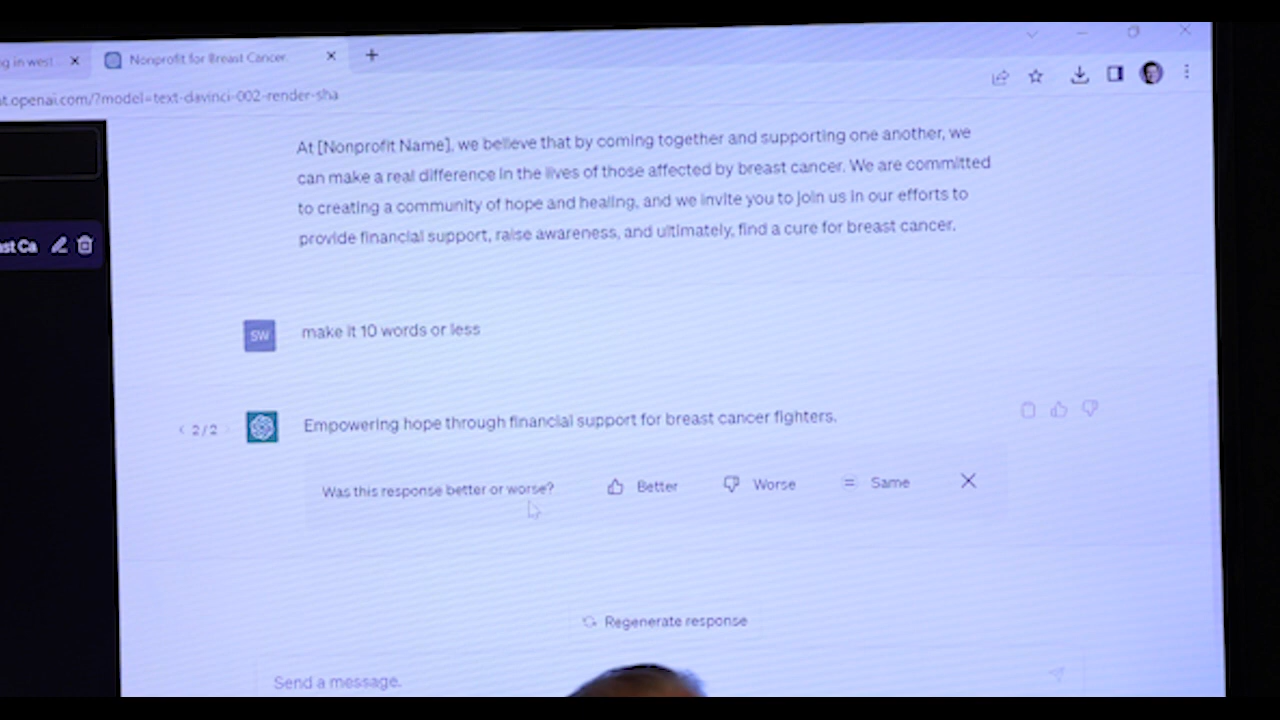 g in west
Nonprofit for Breast Cancer.
t.openai.com/?model=text-davinci-002-render-sha
At [Nonprofit Name], we believe that by coming together and supporting one another, we
can make a real difference in the lives of those affected by breast cancer. We are committed
to creating a community of hope and healing, and we invite you to join us in our efforts to
provide financial support, raise awareness, and ultimately, find a cure for breast cancer.
ast Ca
SW
make it 10 words or less
2/2
Empowering hope through financial support for breast cancer fighters.
Was this response better or worse?
Better
Worse
Same
Regenerate response
Send a message.